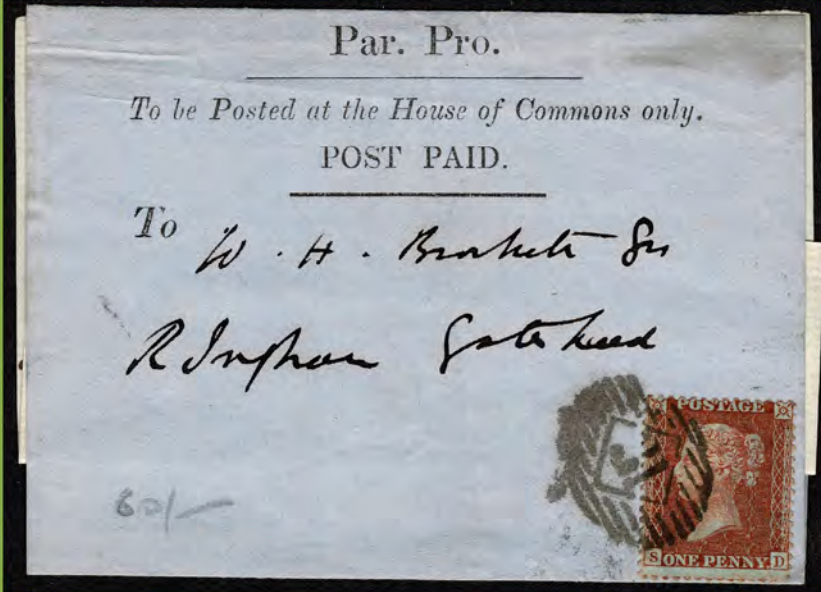 Par. Pro.
To be Posted at the House of Commons only.
POST PAID.
To W. H. Brockett Esq
R Ingham Gateshead
60/-
POSTAGE
S ONE PENNY D